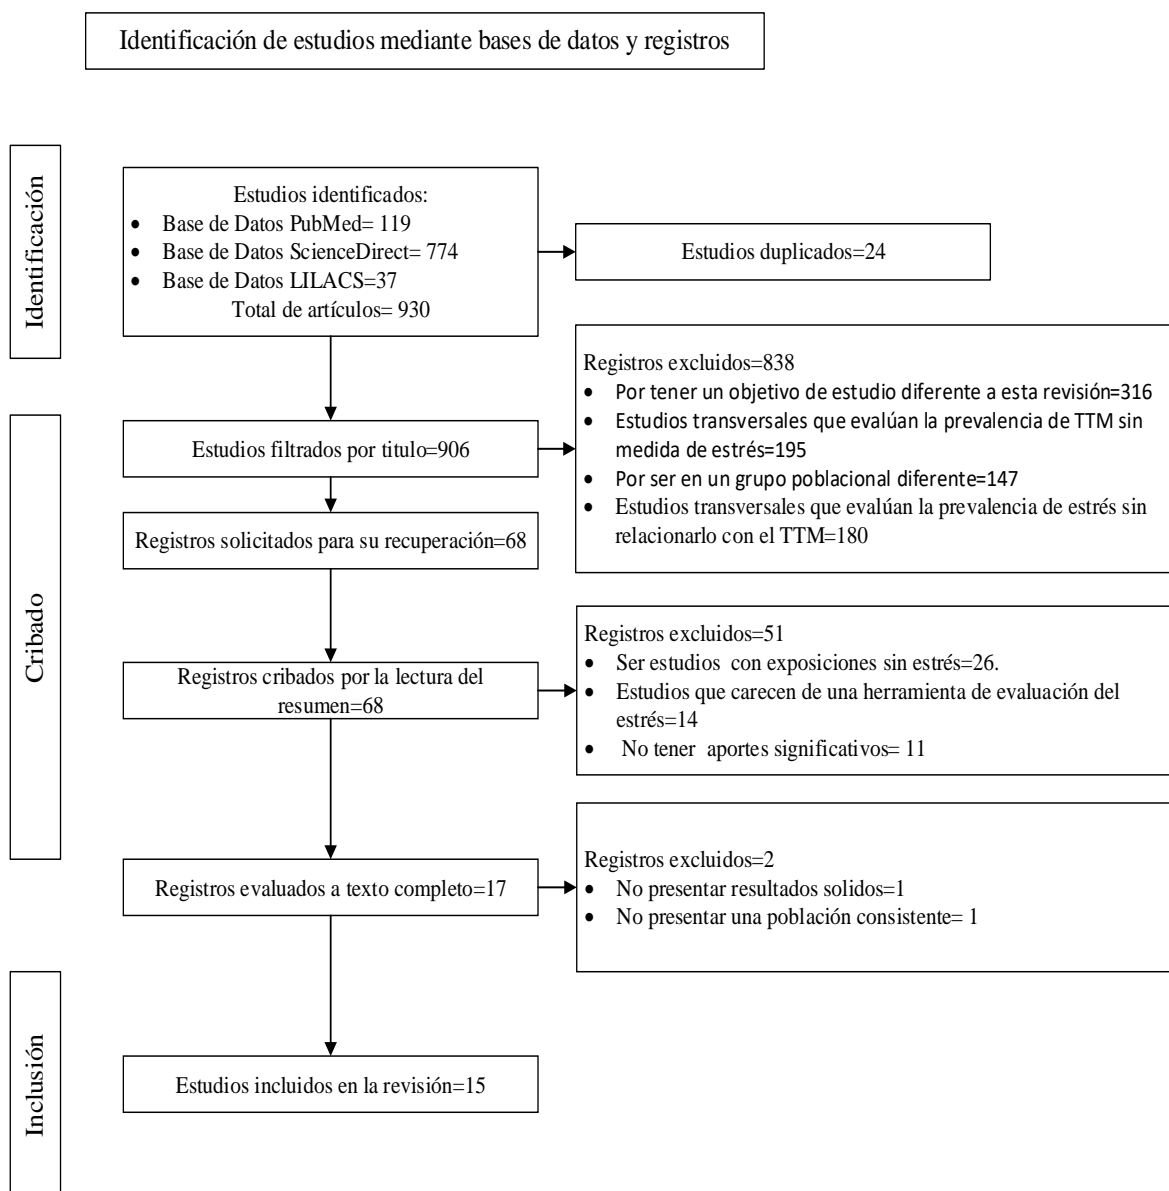 Identificación de estudios mediante bases de datos y registros
Identificación
Estudios identificados:
• Base de Datos PubMed= 119
• Base de Datos ScienceDirect= 774
• Base de Datos LILACS=37
Total de artículos= 930
Estudios duplicados=24
Cribado
Estudios filtrados por titulo=906
Registros excluidos=838
• Por tener un objetivo de estudio diferente a esta revisión=316
• Estudios transversales que evalúan la prevalencia de TTM sin
medida de estrés=195
• Por ser en un grupo poblacional diferente=147
• Estudios transversales que evalúan la prevalencia de estrés sin
relacionarlo con el TTM=180
Registros solicitados para su recuperación=68
Registros cribados por la lectura del
resumen=68
Registros excluidos=51
• Ser estudios con exposiciones sin estrés=26.
• Estudios que carecen de una herramienta de evaluación del
estrés=14
• No tener aportes significativos= 11
Registros evaluados a texto completo=17
Registros excluidos=2
• No presentar resultados solidos=1
• No presentar una población consistente= 1
Inclusión
Estudios incluidos en la revisión=15